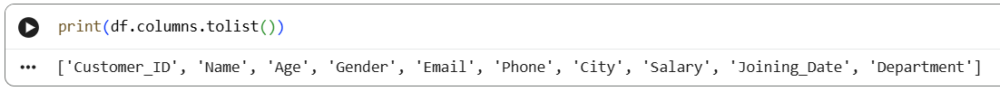 print(df.columns.tolist())
['Customer_ID', 'Name', 'Age', 'Gender', 'Email', 'Phone', 'City', 'Salary', 'Joining_Date', 'Department']